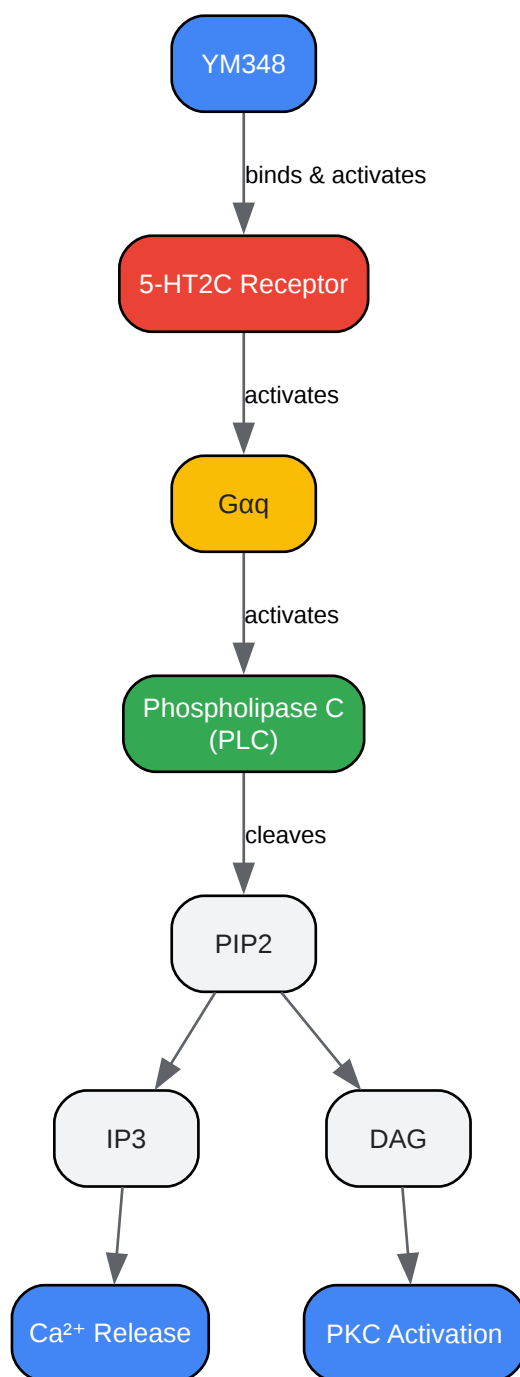 YM348
binds & activates
5-HT2C Receptor
activates
Gαq
activates
Phospholipase C
(PLC)
cleaves
PIP2
IP3
DAG
Ca²⁺ Release
PKC Activation